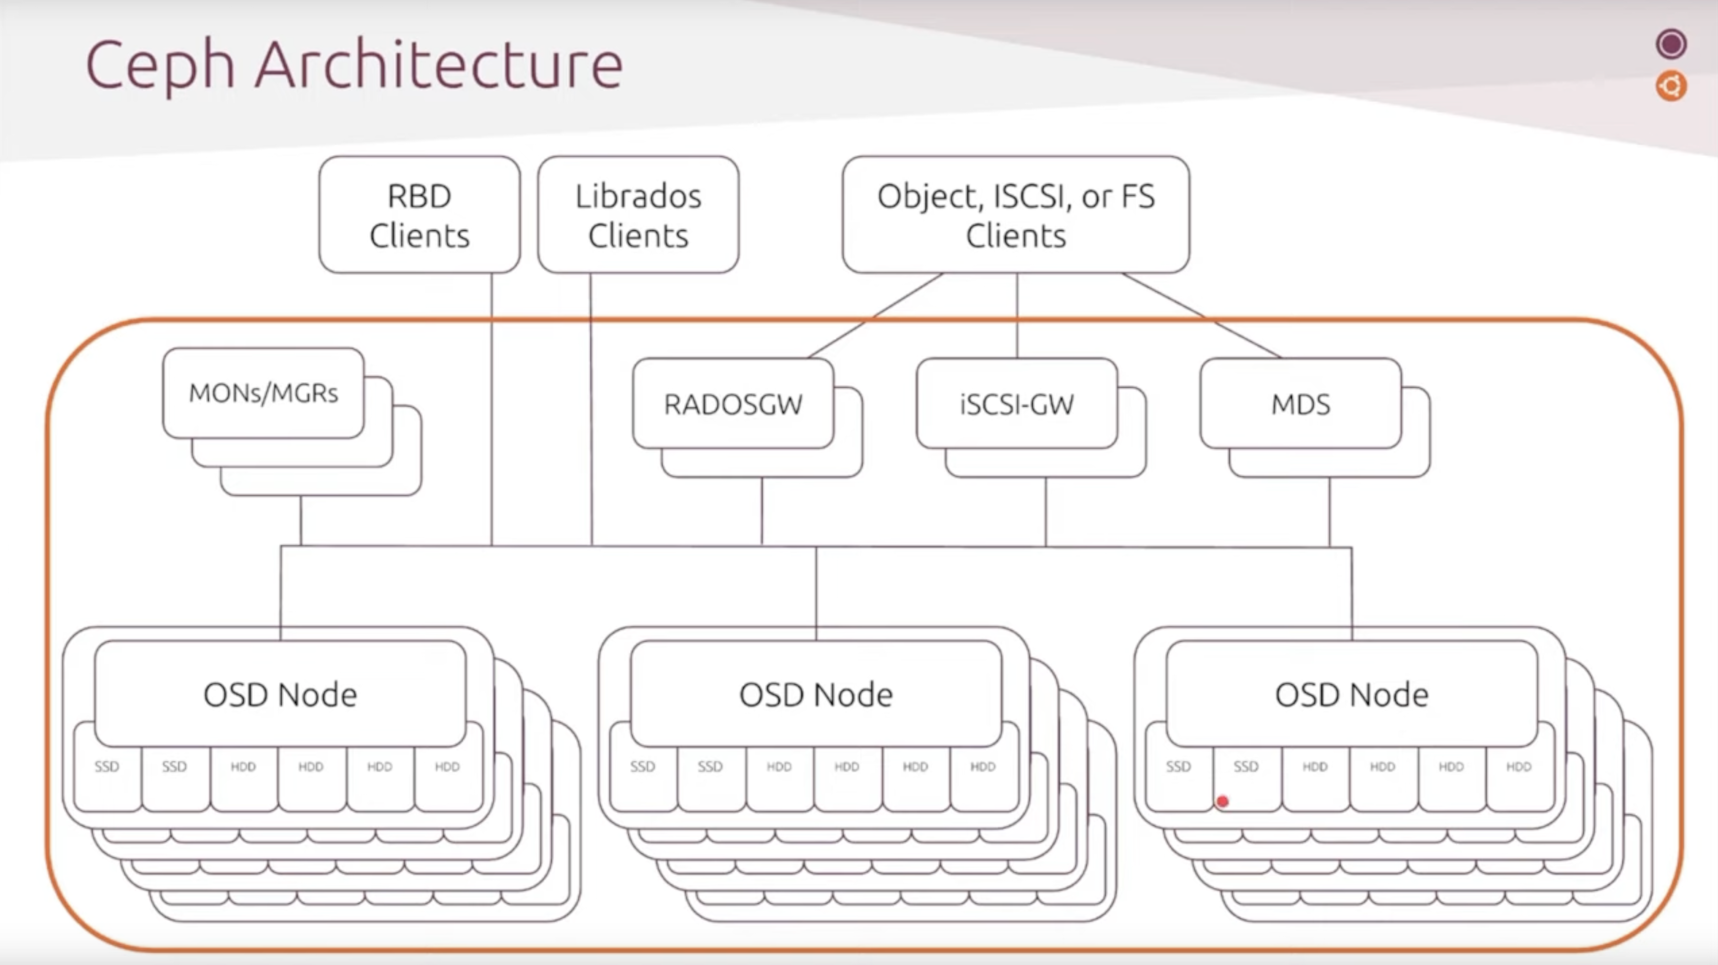 Ceph Architecture
RBD
Clients
Librados
Clients
Object, ISCSI, or FS
Clients
MONs/MGRs
RADOSGW
iSCSI-GW
MDS
OSD Node
SSD SSD HDD HDD HDD HDD
OSD Node
SSD SSD HDD HDD HDD HDD
OSD Node
SSD SSD HDD HDD HDD HDD